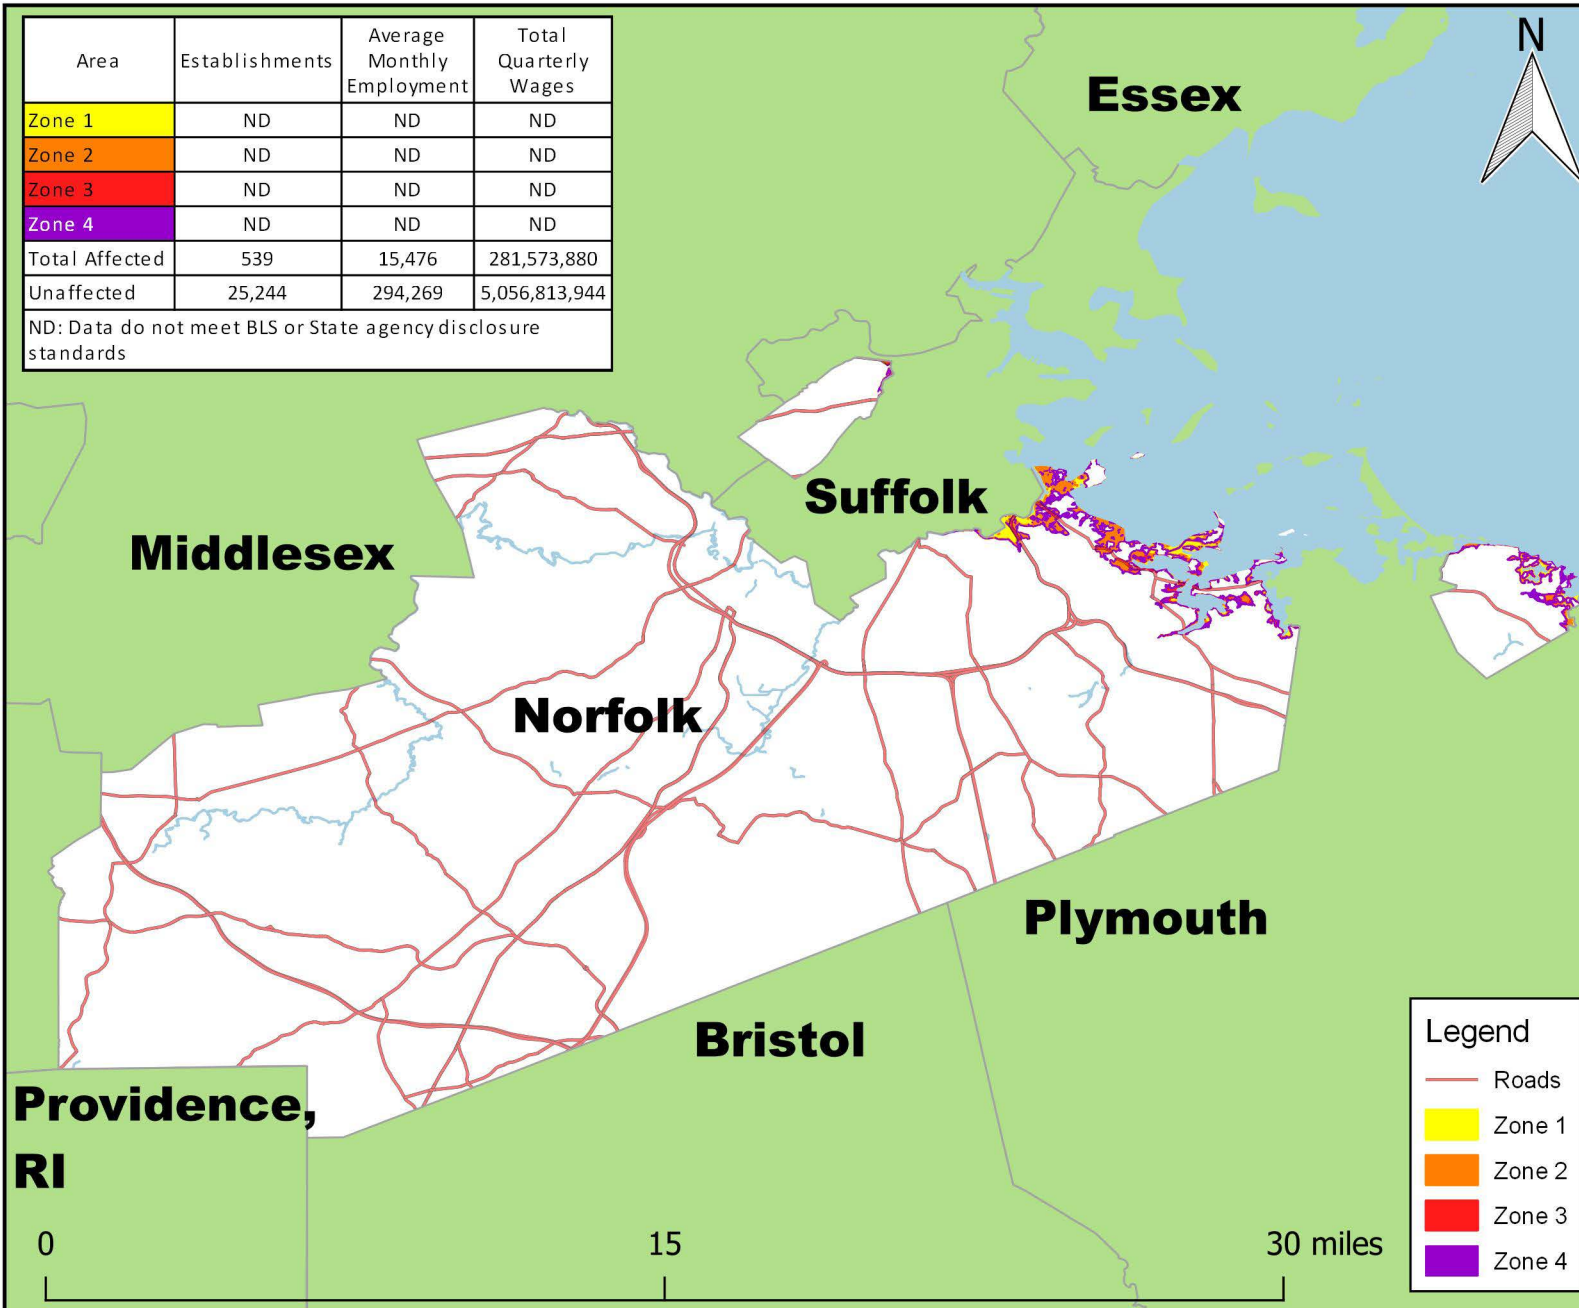 Area Establishments Average Monthly Employment Total Quarterly Wages
Zone 1 ND ND ND
Zone 2 ND ND ND
Zone 3 ND ND ND
Zone 4 ND ND ND
Total Affected 539 15,476 281,573,880
Unaffected 25,244 294,269 5,056,813,944
ND: Data do not meet BLS or State agency disclosure
standards
N
Essex
Suffolk
Middlesex
Norfolk
Plymouth
Bristol
Providence,
RI
0 15 30 miles
Legend
Roads
Zone 1
Zone 2
Zone 3
Zone 4